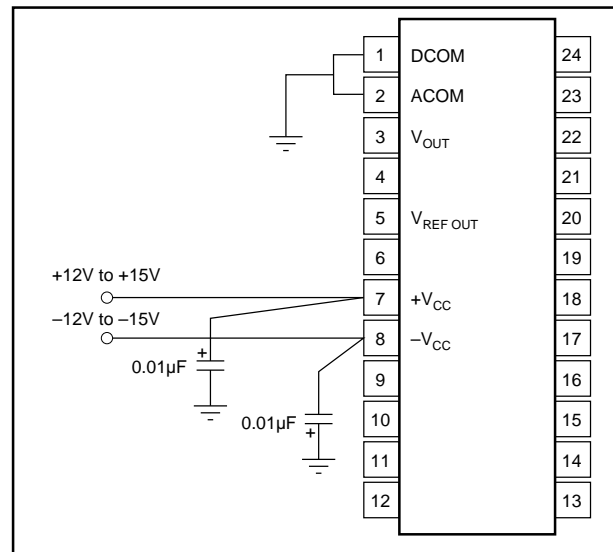 1 DCOM 24
2 ACOM 23
3 V_OUT 22
4 21
5 V_REF OUT 20
6 19
+12V to +15V
7 +V_CC 18
–12V to –15V
8 –V_CC 17
+
0.01µF
9 16
0.01µF
10 15
+
11 14
12 13